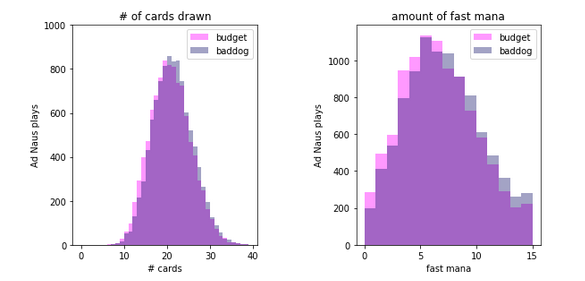 # of cards drawn
amount of fast mana
1000
800
600
400
200
0
Ad Naus plays
budget
baddog
0
10
20
30
40
# cards
1000
800
600
400
200
0
Ad Naus plays
budget
baddog
0
5
10
15
fast mana